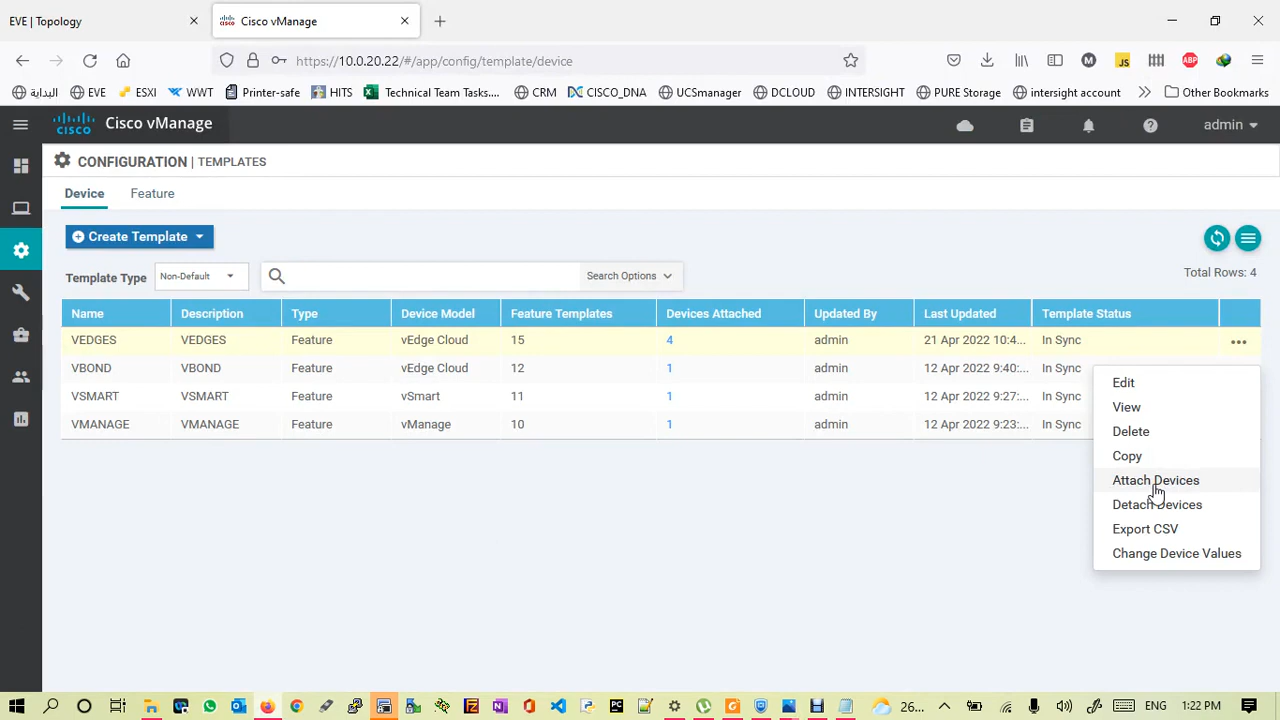 EVE | Topology
Cisco vManage
https://10.0.20.22/#/app/config/template/device
البداية EVE ESXI WWT Printer-safe HITS Technical Team Tasks.... CRM CISCO_DNA UCSmanager DCLOUD INTERSIGHT PURE Storage intersight account Other Bookmarks
CISCO Cisco vManage admin
CONFIGURATION | TEMPLATES
Device Feature
Create Template
Template Type Non-Default Search Options Total Rows: 4
Name Description Type Device Model Feature Templates Devices Attached Updated By Last Updated Template Status
VEDGES VEDGES Feature vEdge Cloud 15 4 admin 21 Apr 2022 10:4... In Sync
VBOND VBOND Feature vEdge Cloud 12 1 admin 12 Apr 2022 9:40:... In Sync
VSMART VSMART Feature vSmart 11 1 admin 12 Apr 2022 9:27:... In Sync
VMANAGE VMANAGE Feature vManage 10 1 admin 12 Apr 2022 9:23:... In Sync
Edit
View
Delete
Copy
Attach Devices
Detach Devices
Export CSV
Change Device Values
26... ENG 1:22 PM